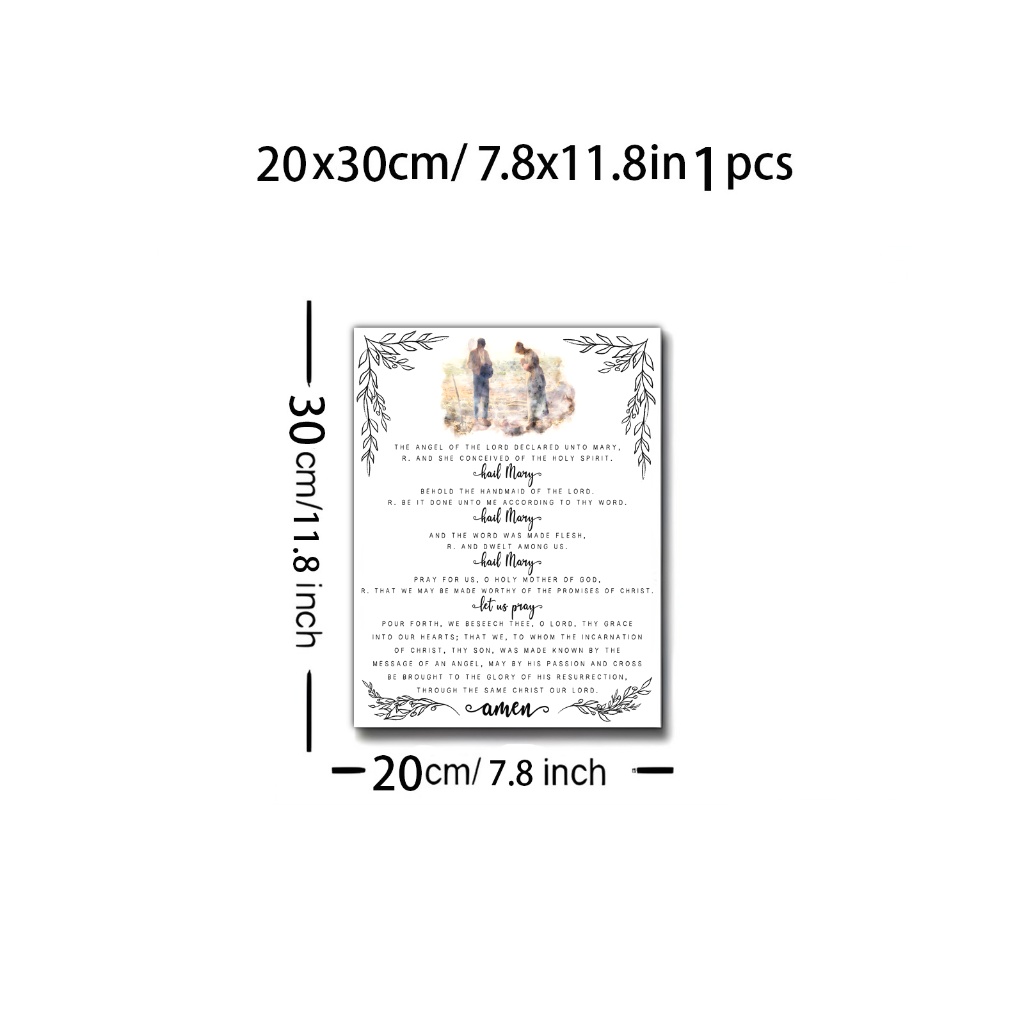 20x30cm/ 7.8x11.8in 1 pcs
THE ANGEL OF THE LORD DECLARED UNTO MARY,
R. AND SHE CONCEIVED OF THE HOLY SPIRIT.
hail Mary
BEHOLD THE HANDMAID OF THE LORD.
R. BE IT DONE UNTO ME ACCORDING TO THY WORD.
hail Mary
AND THE WORD WAS MADE FLESH,
R. AND DWELT AMONG US.
hail Mary
PRAY FOR US, O HOLY MOTHER OF GOD,
R. THAT WE MAY BE MADE WORTHY OF THE PROMISES OF CHRIST.
let us pray
POUR FORTH, WE BESEECH THEE, O LORD, THY GRACE
INTO OUR HEARTS; THAT WE, TO WHOM THE INCARNATION
OF CHRIST, THY SON, WAS MADE KNOWN BY THE
MESSAGE OF AN ANGEL, MAY BY HIS PASSION AND CROSS
BE BROUGHT TO THE GLORY OF HIS RESURRECTION,
THROUGH THE SAME CHRIST OUR LORD.
amen
30cm/11.8 inch
20cm/ 7.8 inch